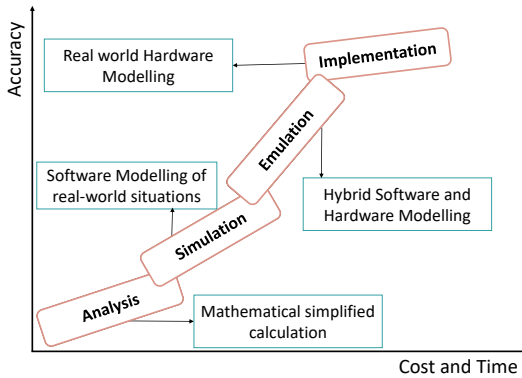 Accuracy
Real world Hardware
Modelling
Implementation
Emulation
Software Modelling of
real-world situations
Hybrid Software and
Hardware Modelling
Simulation
Analysis
Mathematical simplified
calculation
Cost and Time